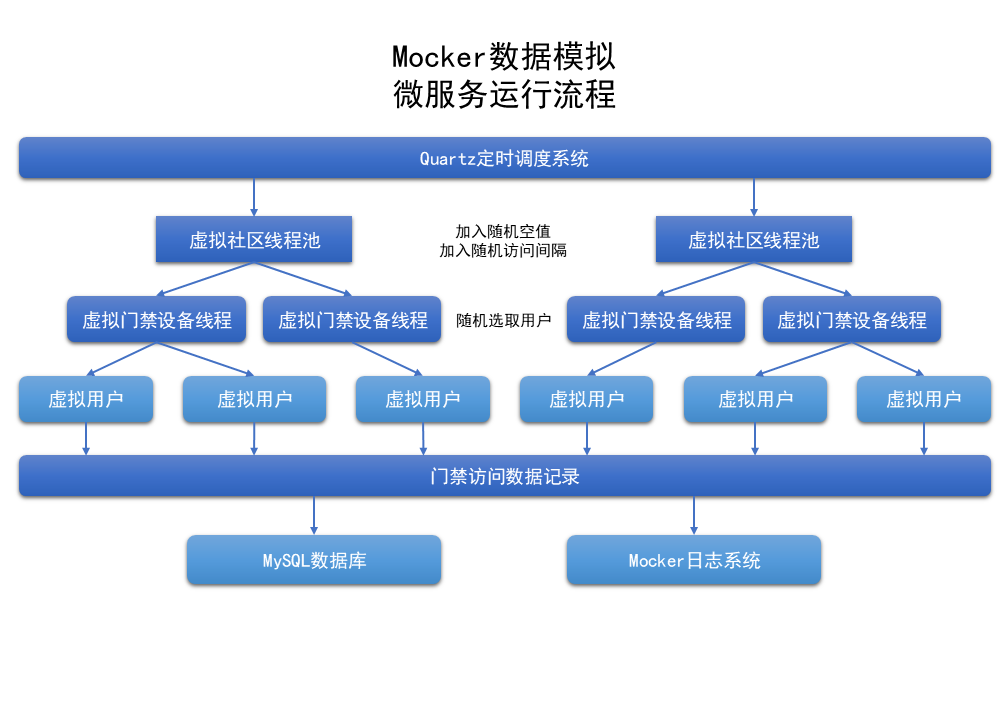 Mocker数据模拟
微服务运行流程
Quartz定时调度系统
虚拟社区线程池
加入随机空值
加入随机访问间隔
虚拟社区线程池
虚拟门禁设备线程
虚拟门禁设备线程
随机选取用户
虚拟门禁设备线程
虚拟门禁设备线程
虚拟用户
虚拟用户
虚拟用户
虚拟用户
虚拟用户
虚拟用户
门禁访问数据记录
MySQL数据库
Mocker日志系统